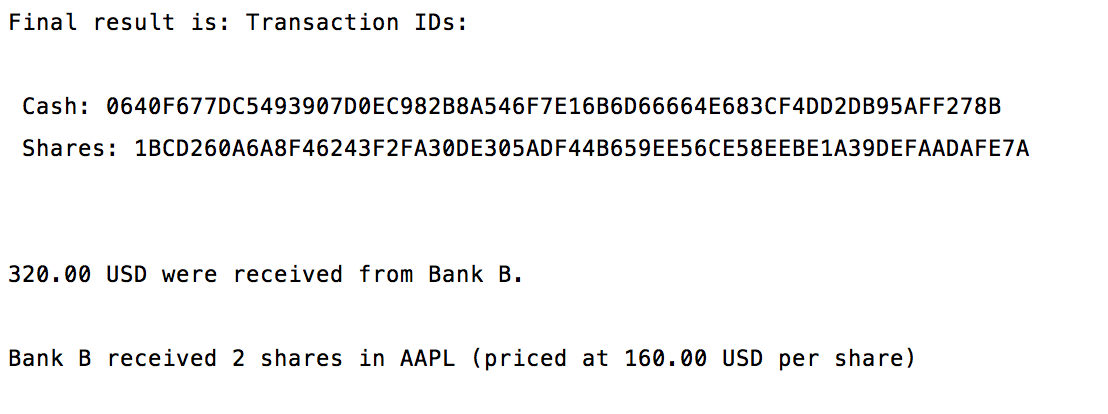 Final result is: Transaction IDs:
Cash: 0640F677DC5493907D0EC982B8A546F7E16B6D66664E683CF4DD2DB95AFF278B
Shares: 1BCD260A6A8F46243F2FA30DE305ADF44B659EE56CE58EEBE1A39DEFAADAFE7A
320.00 USD were received from Bank B.
Bank B received 2 shares in AAPL (priced at 160.00 USD per share)